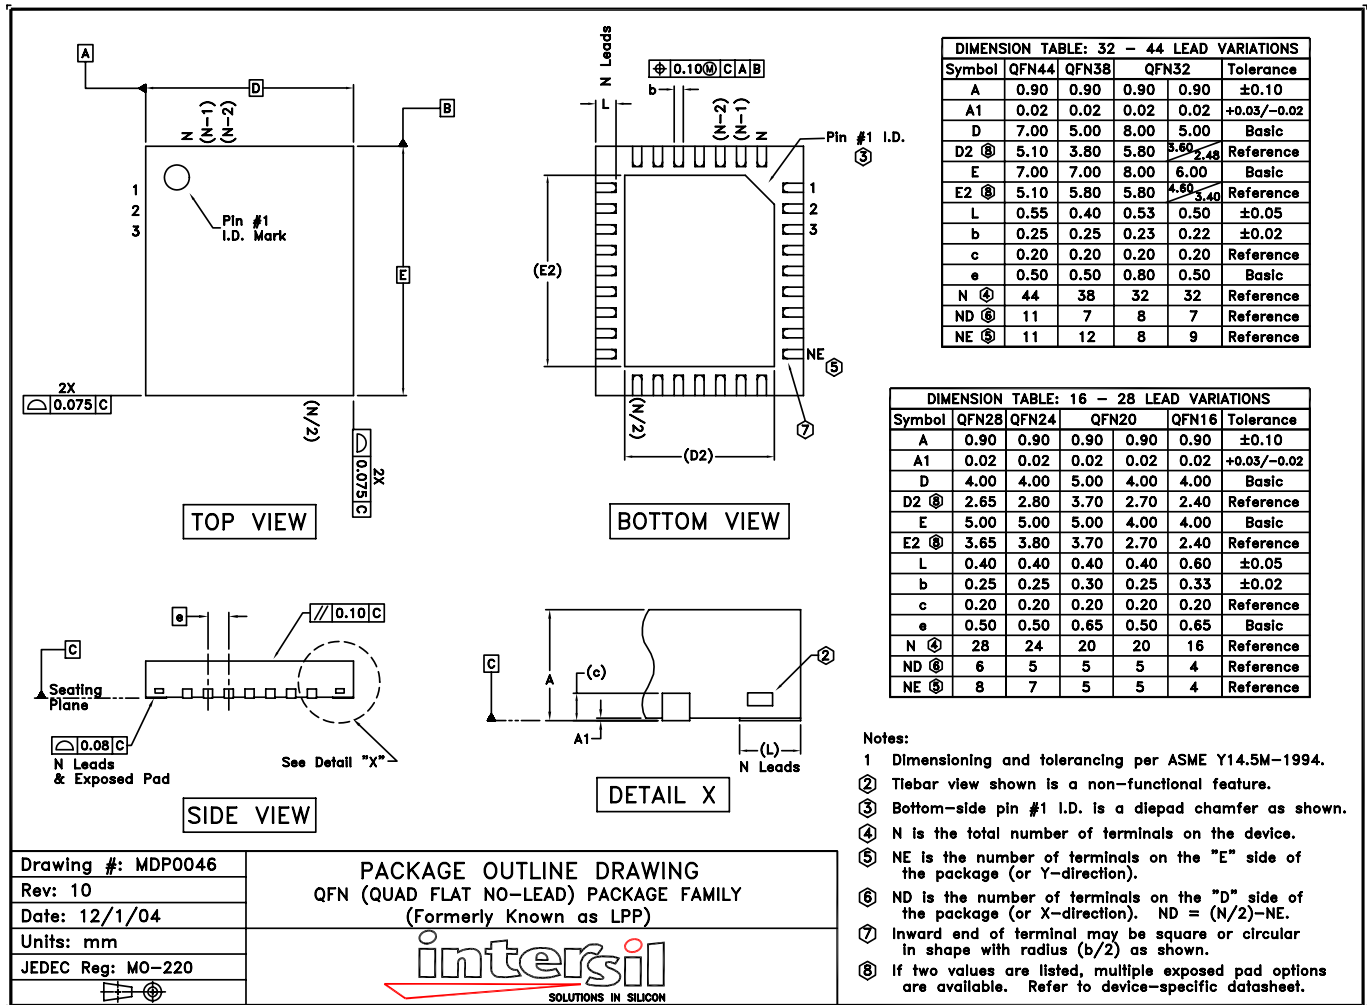 A
D
B
N
(N-1)
(N-2)
1
2
3
Pin #1
I.D. Mark
E
2X
⌓ 0.075 C
(N/2)
2X
⌓ 0.075 C
TOP VIEW
N Leads
L
b
⌖ 0.10Ⓜ C A B
(N-2)
(N-1)
N
Pin #1 I.D.
3
1
2
3
(E2)
NE
5
7
(N/2)
(D2)
BOTTOM VIEW
e
// 0.10 C
C
Seating
Plane
⌓ 0.08 C
N Leads
& Exposed Pad
See Detail "X"
SIDE VIEW
C
A
(c)
2
A1
(L)
N Leads
DETAIL X
DIMENSION TABLE: 32 - 44 LEAD VARIATIONS
Symbol QFN44 QFN38 QFN32 Tolerance
A 0.90 0.90 0.90 0.90 ±0.10
A1 0.02 0.02 0.02 0.02 +0.03/-0.02
D 7.00 5.00 8.00 5.00 Basic
D2 8 5.10 3.80 5.80 3.60/2.48 Reference
E 7.00 7.00 8.00 6.00 Basic
E2 8 5.10 5.80 5.80 4.60/3.40 Reference
L 0.55 0.40 0.53 0.50 ±0.05
b 0.25 0.25 0.23 0.22 ±0.02
c 0.20 0.20 0.20 0.20 Reference
e 0.50 0.50 0.80 0.50 Basic
N 4 44 38 32 32 Reference
ND 6 11 7 8 7 Reference
NE 5 11 12 8 9 Reference
DIMENSION TABLE: 16 - 28 LEAD VARIATIONS
Symbol QFN28 QFN24 QFN20 QFN16 Tolerance
A 0.90 0.90 0.90 0.90 0.90 ±0.10
A1 0.02 0.02 0.02 0.02 0.02 +0.03/-0.02
D 4.00 4.00 5.00 4.00 4.00 Basic
D2 8 2.65 2.80 3.70 2.70 2.40 Reference
E 5.00 5.00 5.00 4.00 4.00 Basic
E2 8 3.65 3.80 3.70 2.70 2.40 Reference
L 0.40 0.40 0.40 0.40 0.60 ±0.05
b 0.25 0.25 0.30 0.25 0.33 ±0.02
c 0.20 0.20 0.20 0.20 0.20 Reference
e 0.50 0.50 0.65 0.50 0.65 Basic
N 4 28 24 20 20 16 Reference
ND 6 6 5 5 5 4 Reference
NE 5 8 7 5 5 4 Reference
Notes:
1 Dimensioning and tolerancing per ASME Y14.5M-1994.
2 Tiebar view shown is a non-functional feature.
3 Bottom-side pin #1 I.D. is a diepad chamfer as shown.
4 N is the total number of terminals on the device.
5 NE is the number of terminals on the "E" side of
the package (or Y-direction).
6 ND is the number of terminals on the "D" side of
the package (or X-direction). ND = (N/2)-NE.
7 Inward end of terminal may be square or circular
in shape with radius (b/2) as shown.
8 If two values are listed, multiple exposed pad options
are available. Refer to device-specific datasheet.
Drawing #: MDP0046
Rev: 10
Date: 12/1/04
Units: mm
JEDEC Reg: MO-220
PACKAGE OUTLINE DRAWING
QFN (QUAD FLAT NO-LEAD) PACKAGE FAMILY
(Formerly Known as LPP)
intersil
SOLUTIONS IN SILICON